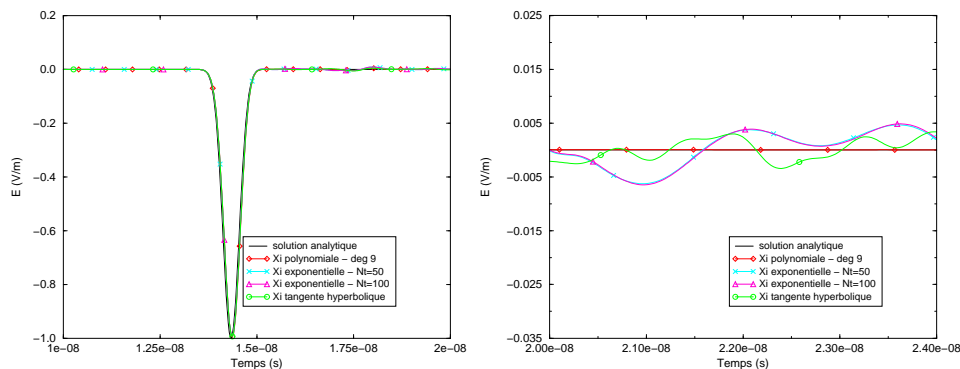 0.2
0.0
−0.2
−0.4
−0.6
−0.8
−1.0
E (V/m)
1e−08
1.25e−08
1.5e−08
1.75e−08
2e−08
Temps (s)
solution analytique
Xi polynomiale − deg 9
Xi exponentielle − Nt=50
Xi exponentielle − Nt=100
Xi tangente hyperbolique
0.025
0.015
0.005
−0.005
−0.015
−0.025
−0.035
E (V/m)
2.00e−08
2.10e−08
2.20e−08
2.30e−08
2.40e−08
Temps (s)
solution analytique
Xi polynomiale − deg 9
Xi exponentielle − Nt=50
Xi exponentielle − Nt=100
Xi tangente hyperbolique